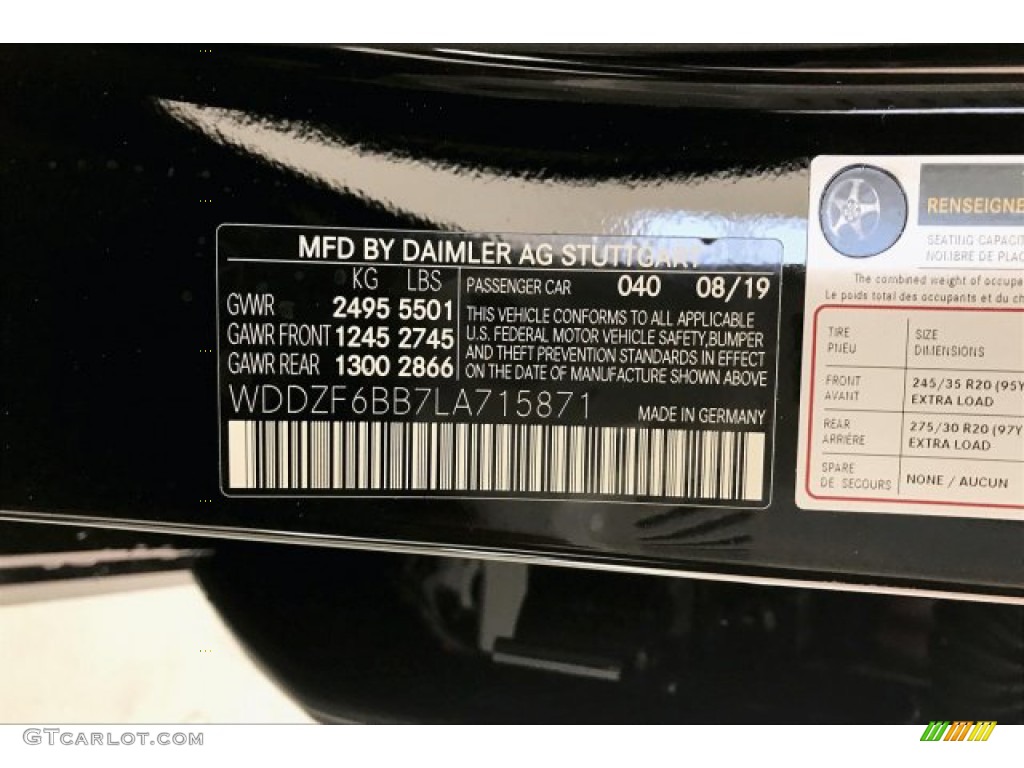 MFD BY DAIMLER AG STUTTGART
KG LBS
GVWR 2495 5501
GAWR FRONT 1245 2745
GAWR REAR 1300 2866
PASSENGER CAR 040 08/19
THIS VEHICLE CONFORMS TO ALL APPLICABLE
U.S. FEDERAL MOTOR VEHICLE SAFETY,BUMPER
AND THEFT PREVENTION STANDARDS IN EFFECT
ON THE DATE OF MANUFACTURE SHOWN ABOVE
WDDZF6BB7LA715871
MADE IN GERMANY
RENSEIGNE
SEATING CAPACIT
NOMBRE DE PLAC
The combined weight of occupa
Le poids total des occupants et du ch
TIRE
PNEU
SIZE
DIMENSIONS
FRONT
AVANT
245/35 R20 (95Y
EXTRA LOAD
REAR
ARRIÈRE
275/30 R20 (97Y
EXTRA LOAD
SPARE
DE SECOURS
NONE / AUCUN
GTCARLOT.COM